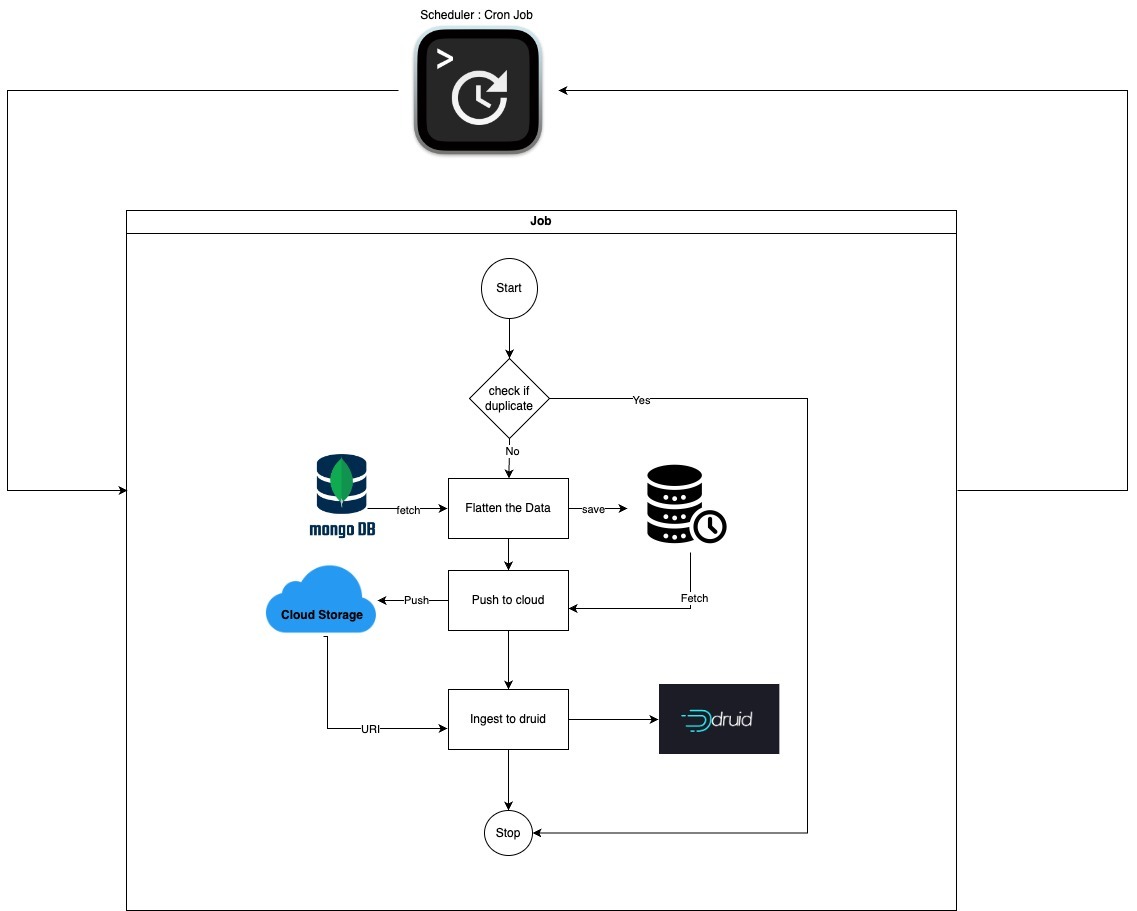 Scheduler : Cron Job
>
Job
Start
check if
duplicate
Yes
No
mongo DB
fetch
Flatten the Data
save
Cloud Storage
Push
Push to cloud
Fetch
URI
Ingest to druid
druid
Stop